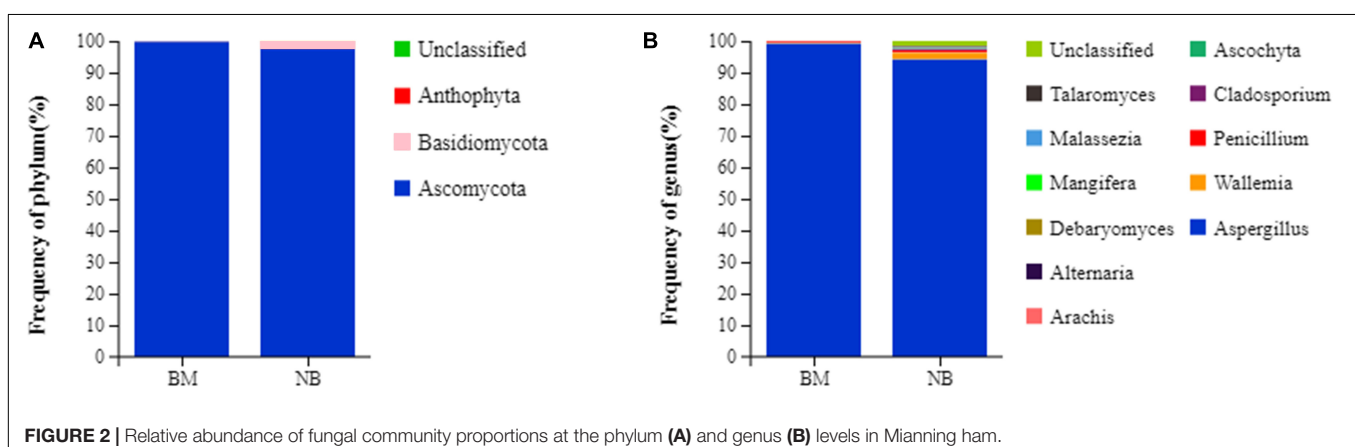 A
Frequency of phylum(%)
100
90
80
70
60
50
40
30
20
10
0
BM
NB
Unclassified
Anthophyta
Basidiomycota
Ascomycota
B
Frequency of genus(%)
100
90
80
70
60
50
40
30
20
10
0
BM
NB
Unclassified
Talaromyces
Malassezia
Mangifera
Debaryomyces
Alternaria
Arachis
Ascochyta
Cladosporium
Penicillium
Wallemia
Aspergillus
FIGURE 2 | Relative abundance of fungal community proportions at the phylum (A) and genus (B) levels in Mianning ham.